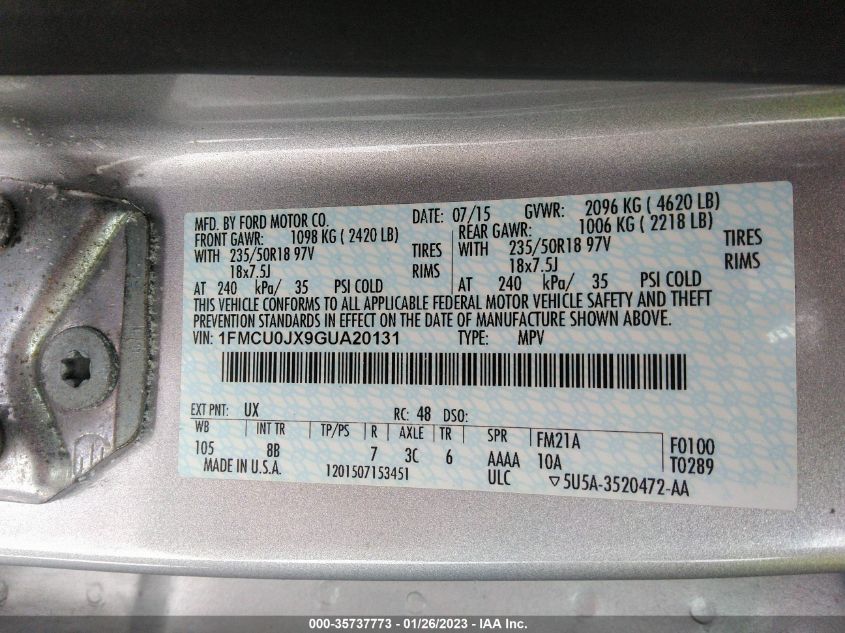 MFD. BY FORD MOTOR CO. DATE: 07/15 GVWR: 2096 KG ( 4620 LB)
FRONT GAWR: 1098 KG ( 2420 LB) REAR GAWR: 1006 KG ( 2218 LB)
WITH 235/50R18 97V TIRES WITH 235/50R18 97V TIRES
18x7.5J RIMS 18x7.5J RIMS
AT 240 kPa/ 35 PSI COLD AT 240 kPa/ 35 PSI COLD
THIS VEHICLE CONFORMS TO ALL APPLICABLE FEDERAL MOTOR VEHICLE SAFETY AND THEFT
PREVENTION STANDARDS IN EFFECT ON THE DATE OF MANUFACTURE SHOWN ABOVE.
VIN: 1FMCU0JX9GUA20131 TYPE: MPV
EXT PNT: UX RC: 48 DSO:
WB INT TR TP/PS R AXLE TR SPR FM21A F0100
105 8B 7 3C 6 AAAA 10A T0289
MADE IN U.S.A. 1201507153451 ULC ▽5U5A-3520472-AA
000-35737773 - 01/26/2023 - IAA Inc.